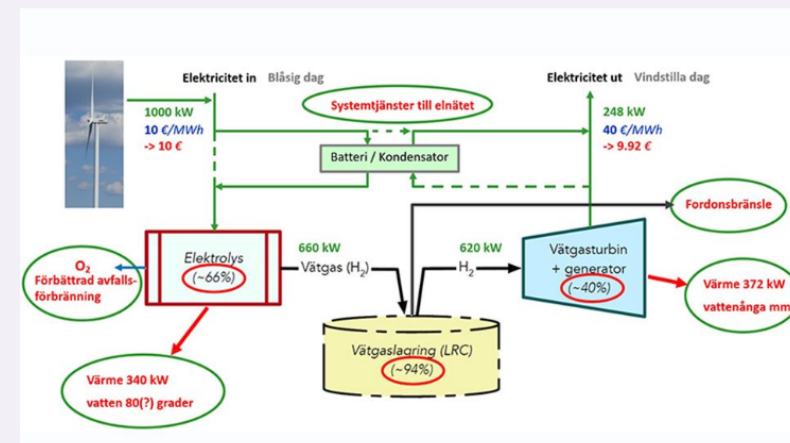 Elektricitet in Blåsig dag
Elektricitet ut Vindstilla dag
1000 kW
10 €/MWh
-> 10 €
Systemtjänster till elnätet
248 kW
40 €/MWh
-> 9.92 €
Batteri / Kondensator
Fordonsbränsle
O₂
Förbättrad avfalls-
förbränning
Elektrolys
(~66%)
660 kW
Vätgas (H₂)
620 kW
H₂
Vätgasturbin
+ generator
(~40%)
Värme 372 kW
vattenånga mm
Vätgaslagring (LRC)
(~94%)
Värme 340 kW
vatten 80(?) grader